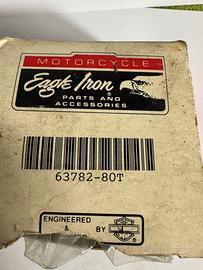 MOTORCYCLE
Eagle Iron
PARTS AND
ACCESSORIES
63782-80T
ENGINEERED
&
BY